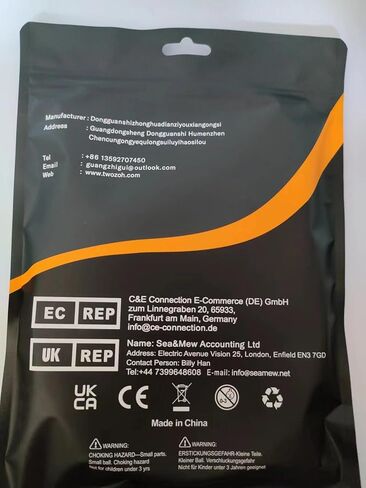 Manufacturer : Dongguanshizhonghuadianziyouxiangongsi
Address : Guangdongsheng Dongguanshi Humenzhen
Chencungongyequlongsuiluyihaosilou
Tel : +86 13592707450
Email : guangzhigui@outlook.com
Web : www.twozoh.com
EC REP
C&E Connection E-Commerce (DE) GmbH
zum Linnegraben 20, 65933,
Frankfurt am Main, Germany
info@ce-connection.de
UK REP
Name: Sea&Mew Accounting Ltd
Address: Electric Avenue Vision 25, London, Enfield EN3 7GD
Contact Person: Billy Han
Tel:+44 7399648608 E-mail:info@seamew.net
UK
CA
CE
0-3
Made in China
WARNING:
CHOKING HAZARD—Small parts.
Small ball. Choking hazard
Not for children under 3 yrs
WARNING:
ERSTICKUNGSGEFAHR-Kleine Teile.
Kleiner Ball. Verschluckungsgefahr
Nicht für Kinder unter 3 Jahren geeignet